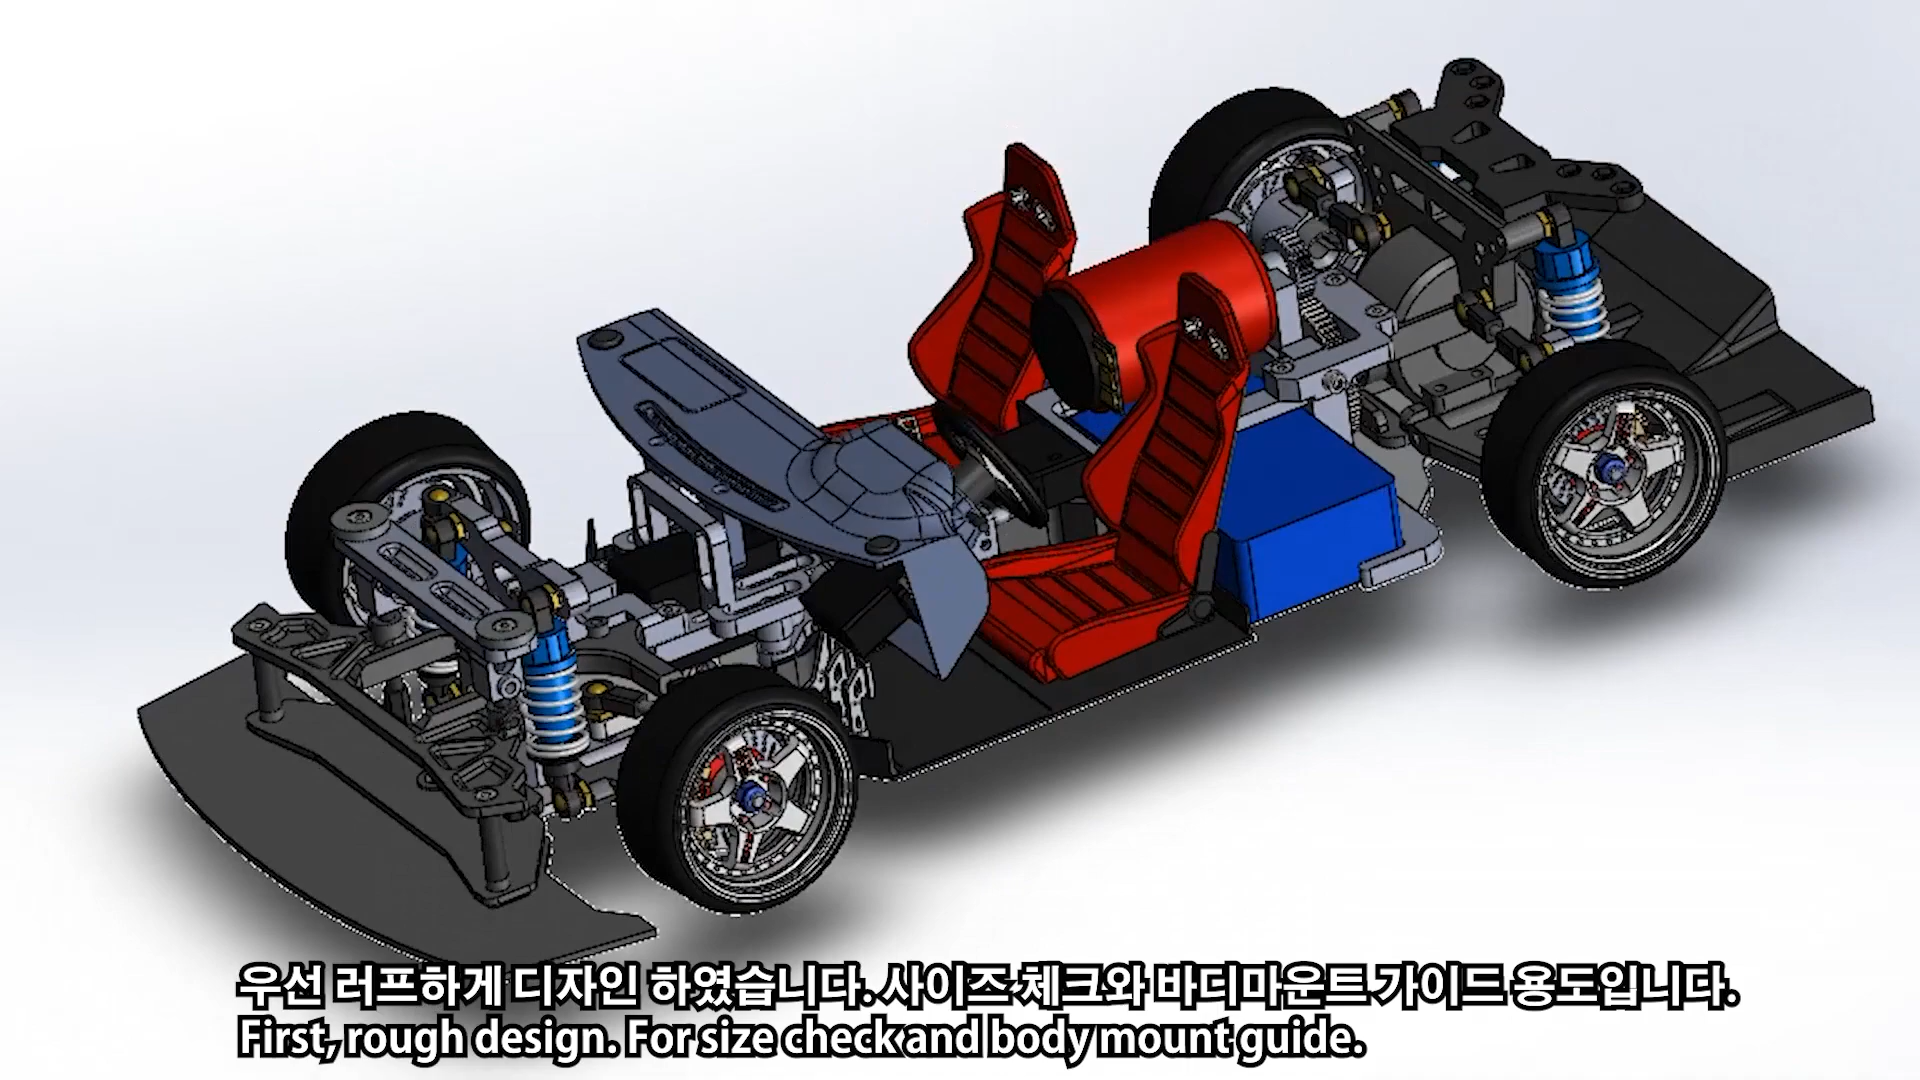 우선 러프하게 디자인 하였습니다. 사이즈 체크와 바디마운트 가이드 용도입니다.
First, rough design. For size check and body mount guide.